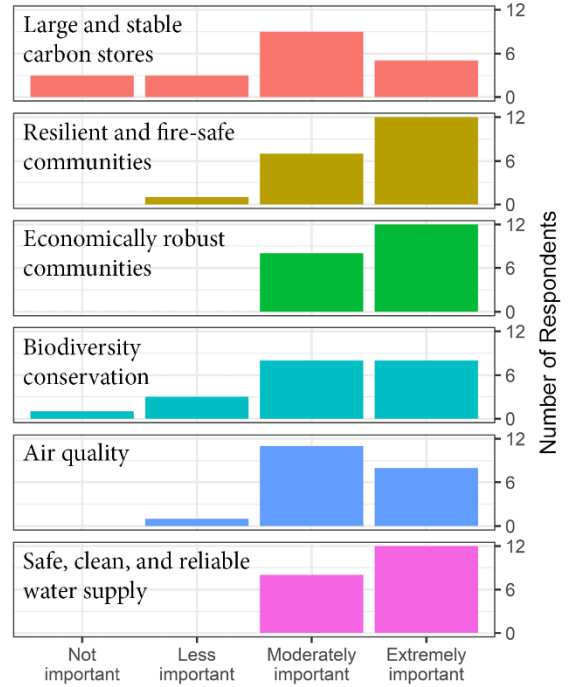 Large and stable
carbon stores
12
6
0
Resilient and fire-safe
communities
12
6
0
Economically robust
communities
12
6
0
Biodiversity
conservation
12
6
0
Air quality
12
6
0
Safe, clean, and reliable
water supply
12
6
0
Number of Respondents
Not
important
Less
important
Moderately
important
Extremely
important